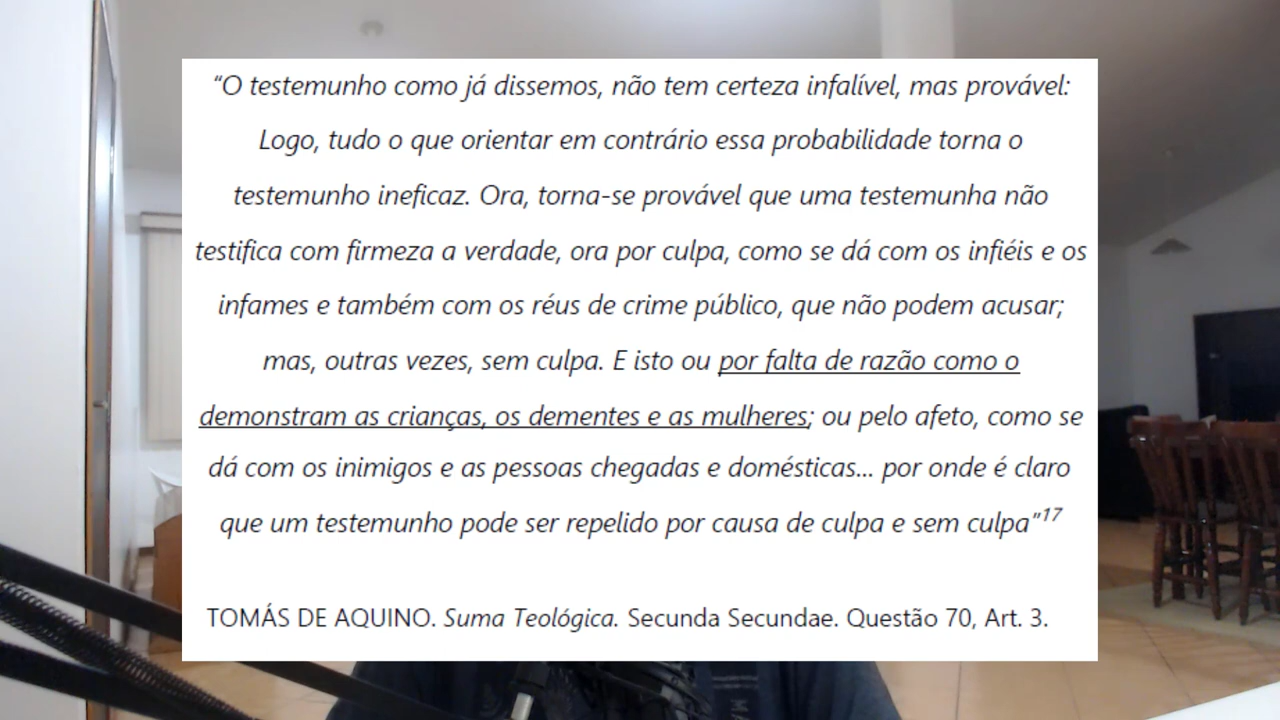 “O testemunho como já dissemos, não tem certeza infalível, mas provável:
Logo, tudo o que orientar em contrário essa probabilidade torna o
testemunho ineficaz. Ora, torna-se provável que uma testemunha não
testifica com firmeza a verdade, ora por culpa, como se dá com os infiéis e os
infames e também com os réus de crime público, que não podem acusar;
mas, outras vezes, sem culpa. E isto ou por falta de razão como o
demonstram as crianças, os dementes e as mulheres; ou pelo afeto, como se
dá com os inimigos e as pessoas chegadas e domésticas... por onde é claro
que um testemunho pode ser repelido por causa de culpa e sem culpa”17
TOMÁS DE AQUINO. Suma Teológica. Secunda Secundae. Questão 70, Art. 3.